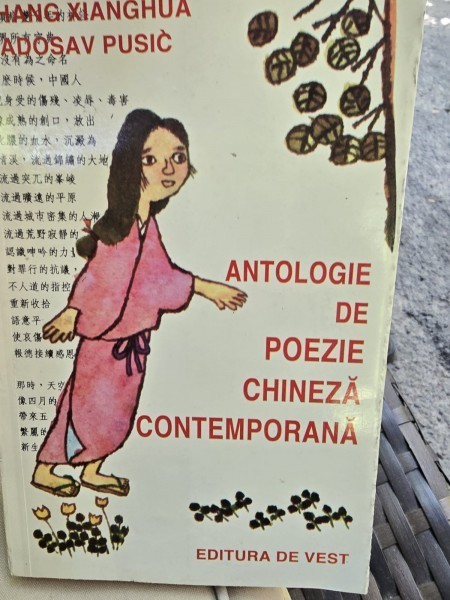 HANG XIANGHUA
ADOSAV PUSIČ
沒有為之命名
麼時候，中國人
身受的傷殘、凌辱、毒害
成熟的創口，放出
的血水，沉澱為
流過錦繡的大地
流過突兀的峯峻
流過曠遠的平原
流過城市密集的人潮
流過荒野寂靜的
認識呻吟的力
對罪行的抗議，
不人道的指控
重新收拾
語意平
使哀傷
報德接續感恩
那時，天空
像四月的
帶來五
繁麗的
新生
ANTOLOGIE
DE
POEZIE
CHINEZĂ
CONTEMPORANĂ
EDITURA DE VEST